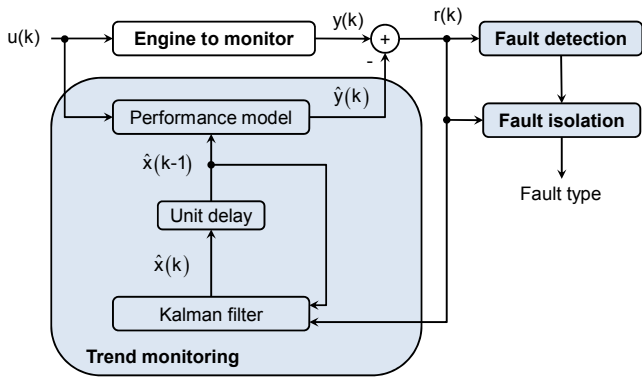 u(k)
Engine to monitor
y(k)
+
-
r(k)
Fault detection
Performance model
ŷ(k)
Fault isolation
x̂(k-1)
Fault type
Unit delay
x̂(k)
Kalman filter
Trend monitoring